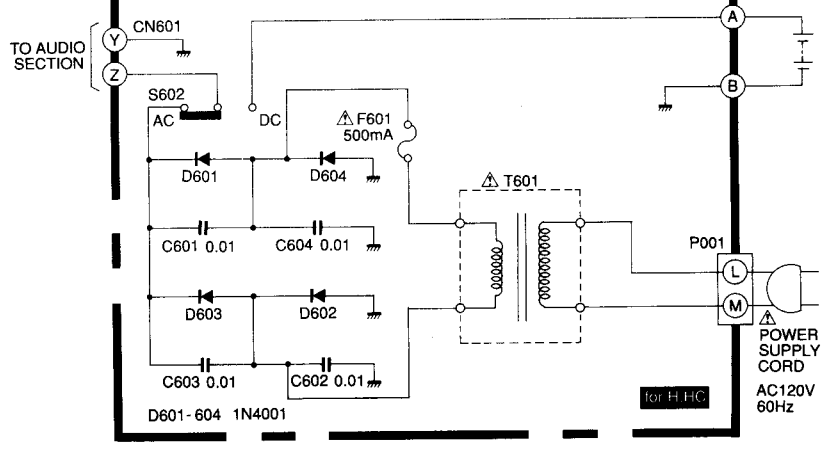 A
CN601
Y
TO AUDIO
SECTION
Z
B
S602
AC
DC
⚠ F601
500mA
D601
D604
⚠ T601
C601 0.01
C604 0.01
P001
L
D603
D602
M
⚠
POWER
SUPPLY
CORD
C603 0.01
C602 0.01
AC120V
60Hz
for H.HC
D601-604 1N4001